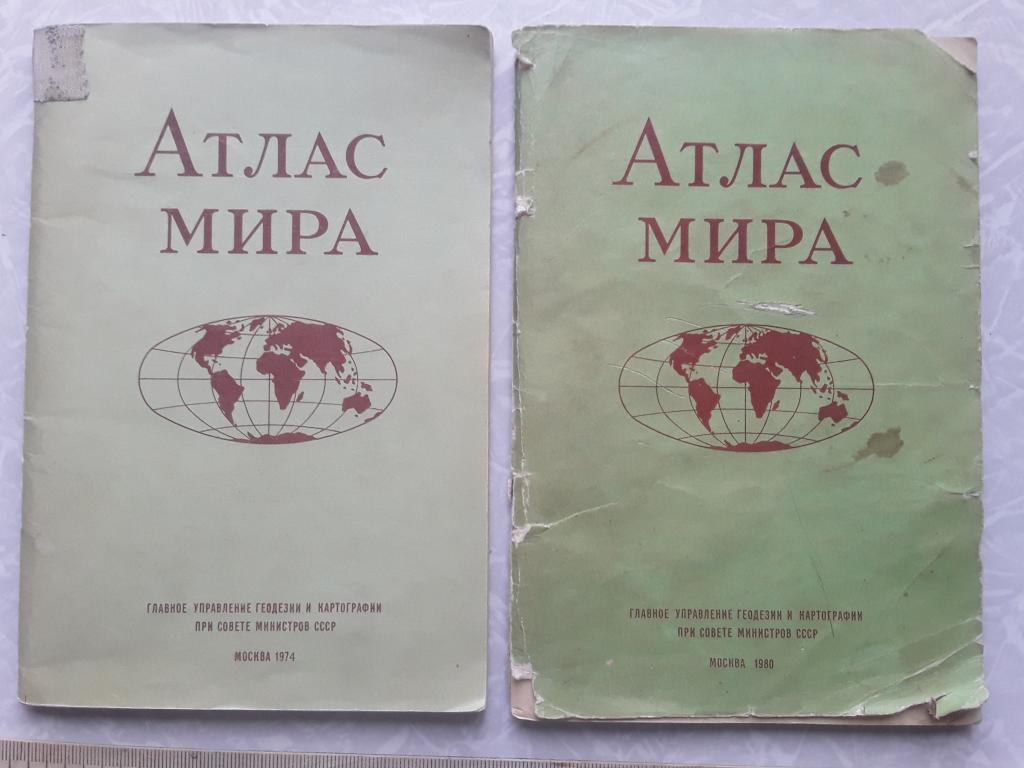 Атлас
мира
ГЛАВНОЕ УПРАВЛЕНИЕ ГЕОДЕЗИИ И КАРТОГРАФИИ
ПРИ СОВЕТЕ МИНИСТРОВ СССР
МОСКВА 1974
Атлас
мира
ГЛАВНОЕ УПРАВЛЕНИЕ ГЕОДЕЗИИ И КАРТОГРАФИИ
ПРИ СОВЕТЕ МИНИСТРОВ СССР
МОСКВА 1980